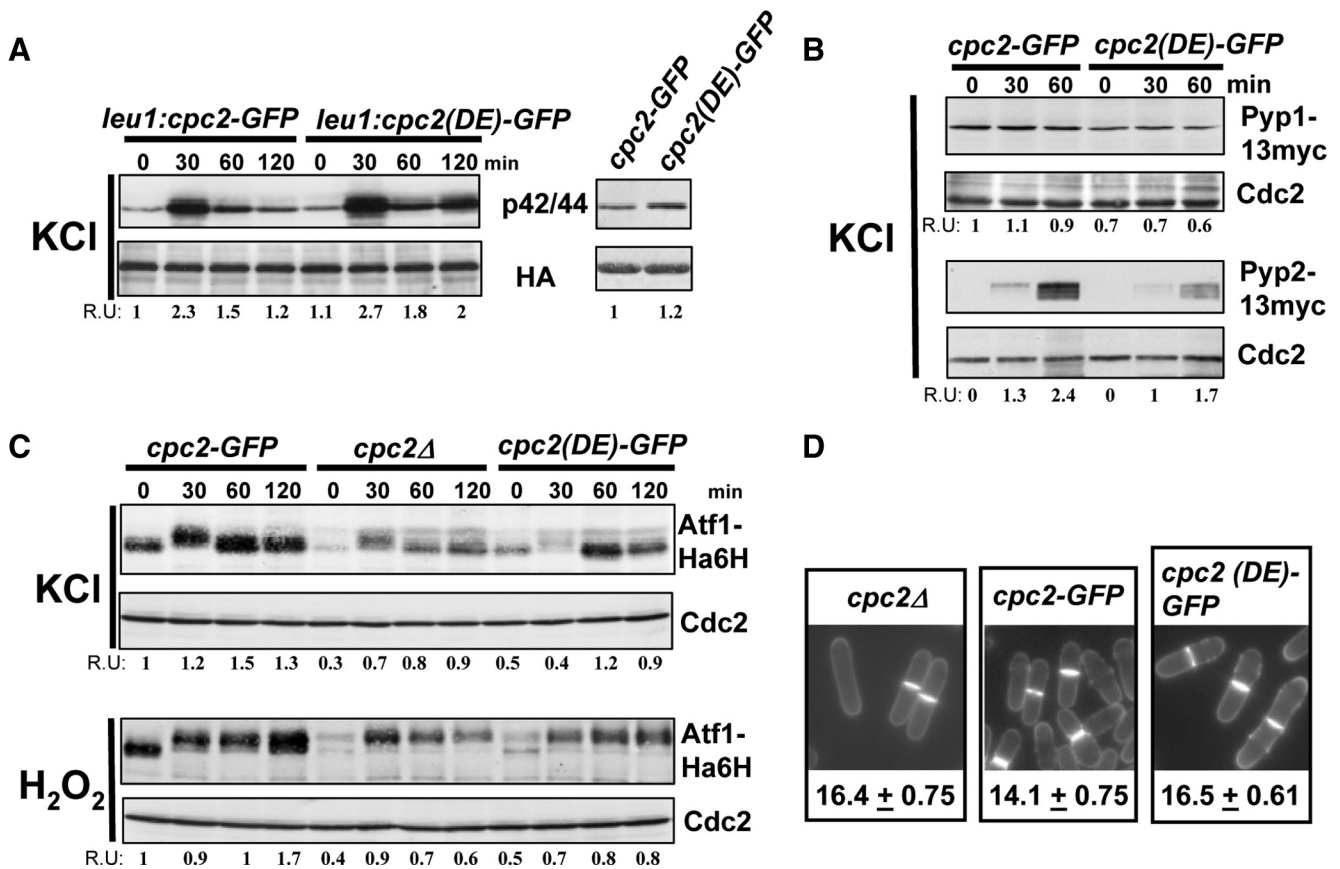 A
leu1:cpc2-GFP leu1:cpc2(DE)-GFP
0 30 60 120 0 30 60 120 min
cpc2-GFP
cpc2(DE)-GFP
KCl
p42/44
HA
R.U: 1 2.3 1.5 1.2 1.1 2.7 1.8 2
1 1.2
B
cpc2-GFP cpc2(DE)-GFP
0 30 60 0 30 60 min
KCl
Pyp1-
13myc
Cdc2
R.U: 1 1.1 0.9 0.7 0.7 0.6
Pyp2-
13myc
Cdc2
R.U: 0 1.3 2.4 0 1 1.7
C
cpc2-GFP cpc2Δ cpc2(DE)-GFP
0 30 60 120 0 30 60 120 0 30 60 120 min
KCl
Atf1-
Ha6H
Cdc2
R.U: 1 1.2 1.5 1.3 0.3 0.7 0.8 0.9 0.5 0.4 1.2 0.9
H2O2
Atf1-
Ha6H
Cdc2
R.U: 1 0.9 1 1.7 0.4 0.9 0.7 0.6 0.5 0.7 0.8 0.8
D
cpc2Δ
16.4 ± 0.75
cpc2-GFP
14.1 ± 0.75
cpc2 (DE)-
GFP
16.5 ± 0.61